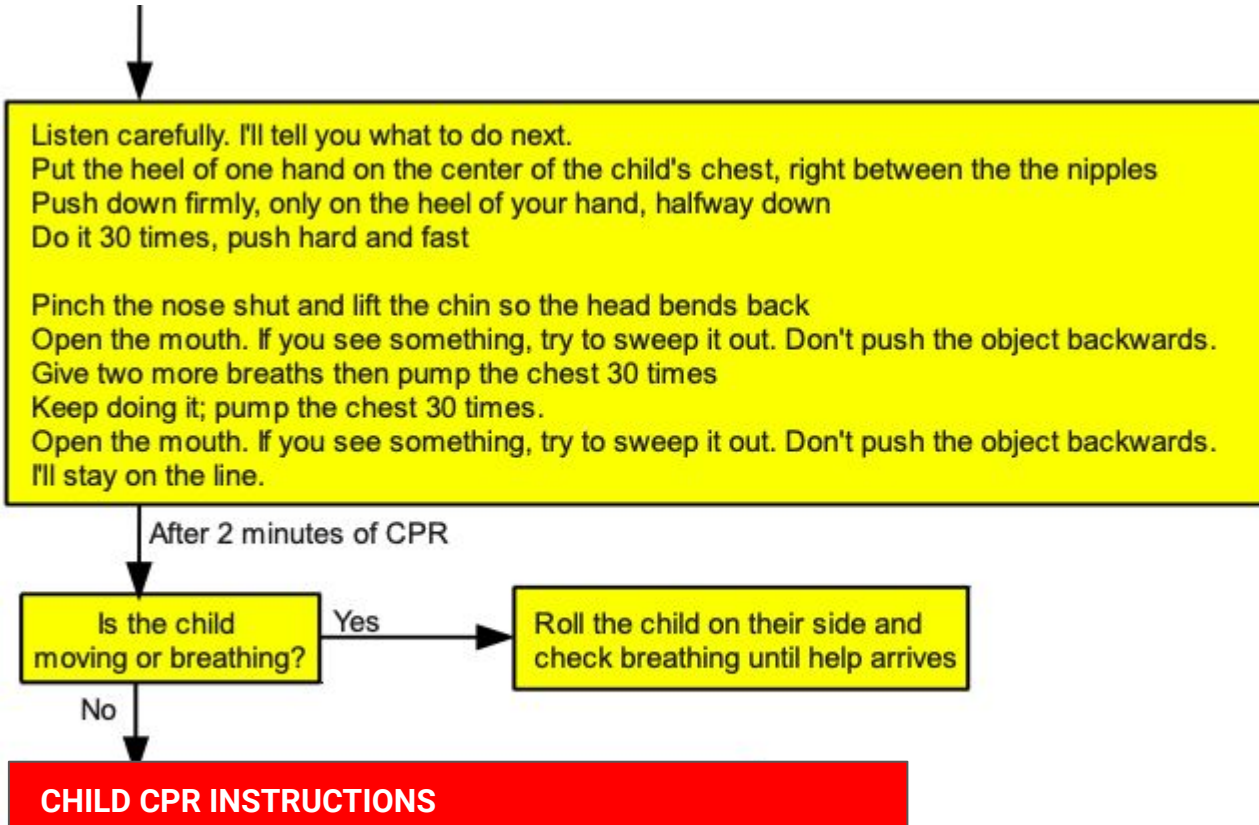 Listen carefully. I'll tell you what to do next.
Put the heel of one hand on the center of the child's chest, right between the the nipples
Push down firmly, only on the heel of your hand, halfway down
Do it 30 times, push hard and fast
Pinch the nose shut and lift the chin so the head bends back
Open the mouth. If you see something, try to sweep it out. Don't push the object backwards.
Give two more breaths then pump the chest 30 times
Keep doing it; pump the chest 30 times.
Open the mouth. If you see something, try to sweep it out. Don't push the object backwards.
I'll stay on the line.
After 2 minutes of CPR
Is the child
moving or breathing?
Yes
Roll the child on their side and
check breathing until help arrives
No
CHILD CPR INSTRUCTIONS